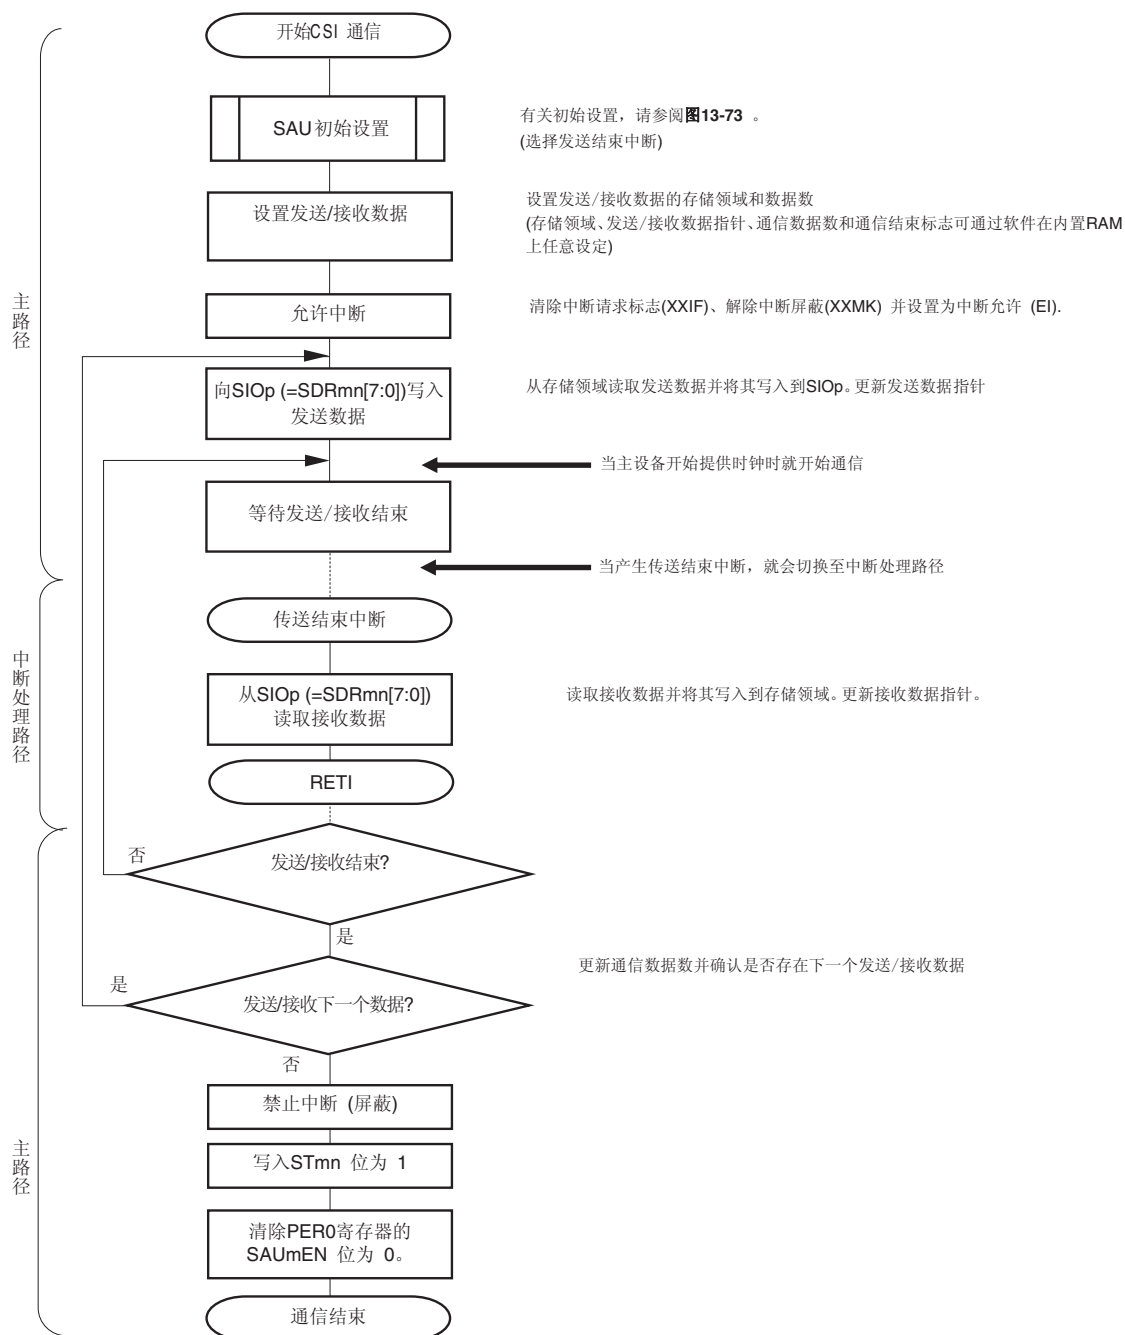 开始CSI 通信
SAU初始设置
有关初始设置，请参阅图13-73 。
(选择发送结束中断)
设置发送/接收数据
设置发送/接收数据的存储领域和数据数
(存储领域、发送/接收数据指针、通信数据数和通信结束标志可通过软件在内置RAM
上任意设定)
主路径
允许中断
清除中断请求标志(XXIF)、解除中断屏蔽(XXMK) 并设置为中断允许 (EI).
向SIOp (=SDRmn[7:0])写入
发送数据
从存储领域读取发送数据并将其写入到SIOp。更新发送数据指针
当主设备开始提供时钟时就开始通信
等待发送/接收结束
当产生传送结束中断，就会切换至中断处理路径
传送结束中断
中断处理路径
从SIOp (=SDRmn[7:0])
读取接收数据
读取接收数据并将其写入到存储领域。更新接收数据指针。
RETI
否
发送/接收结束?
是
更新通信数据数并确认是否存在下一个发送/接收数据
是
发送/接收下一个数据?
否
禁止中断 (屏蔽)
主路径
写入STmn 位为 1
清除PER0寄存器的
SAUmEN 位为 0。
通信结束